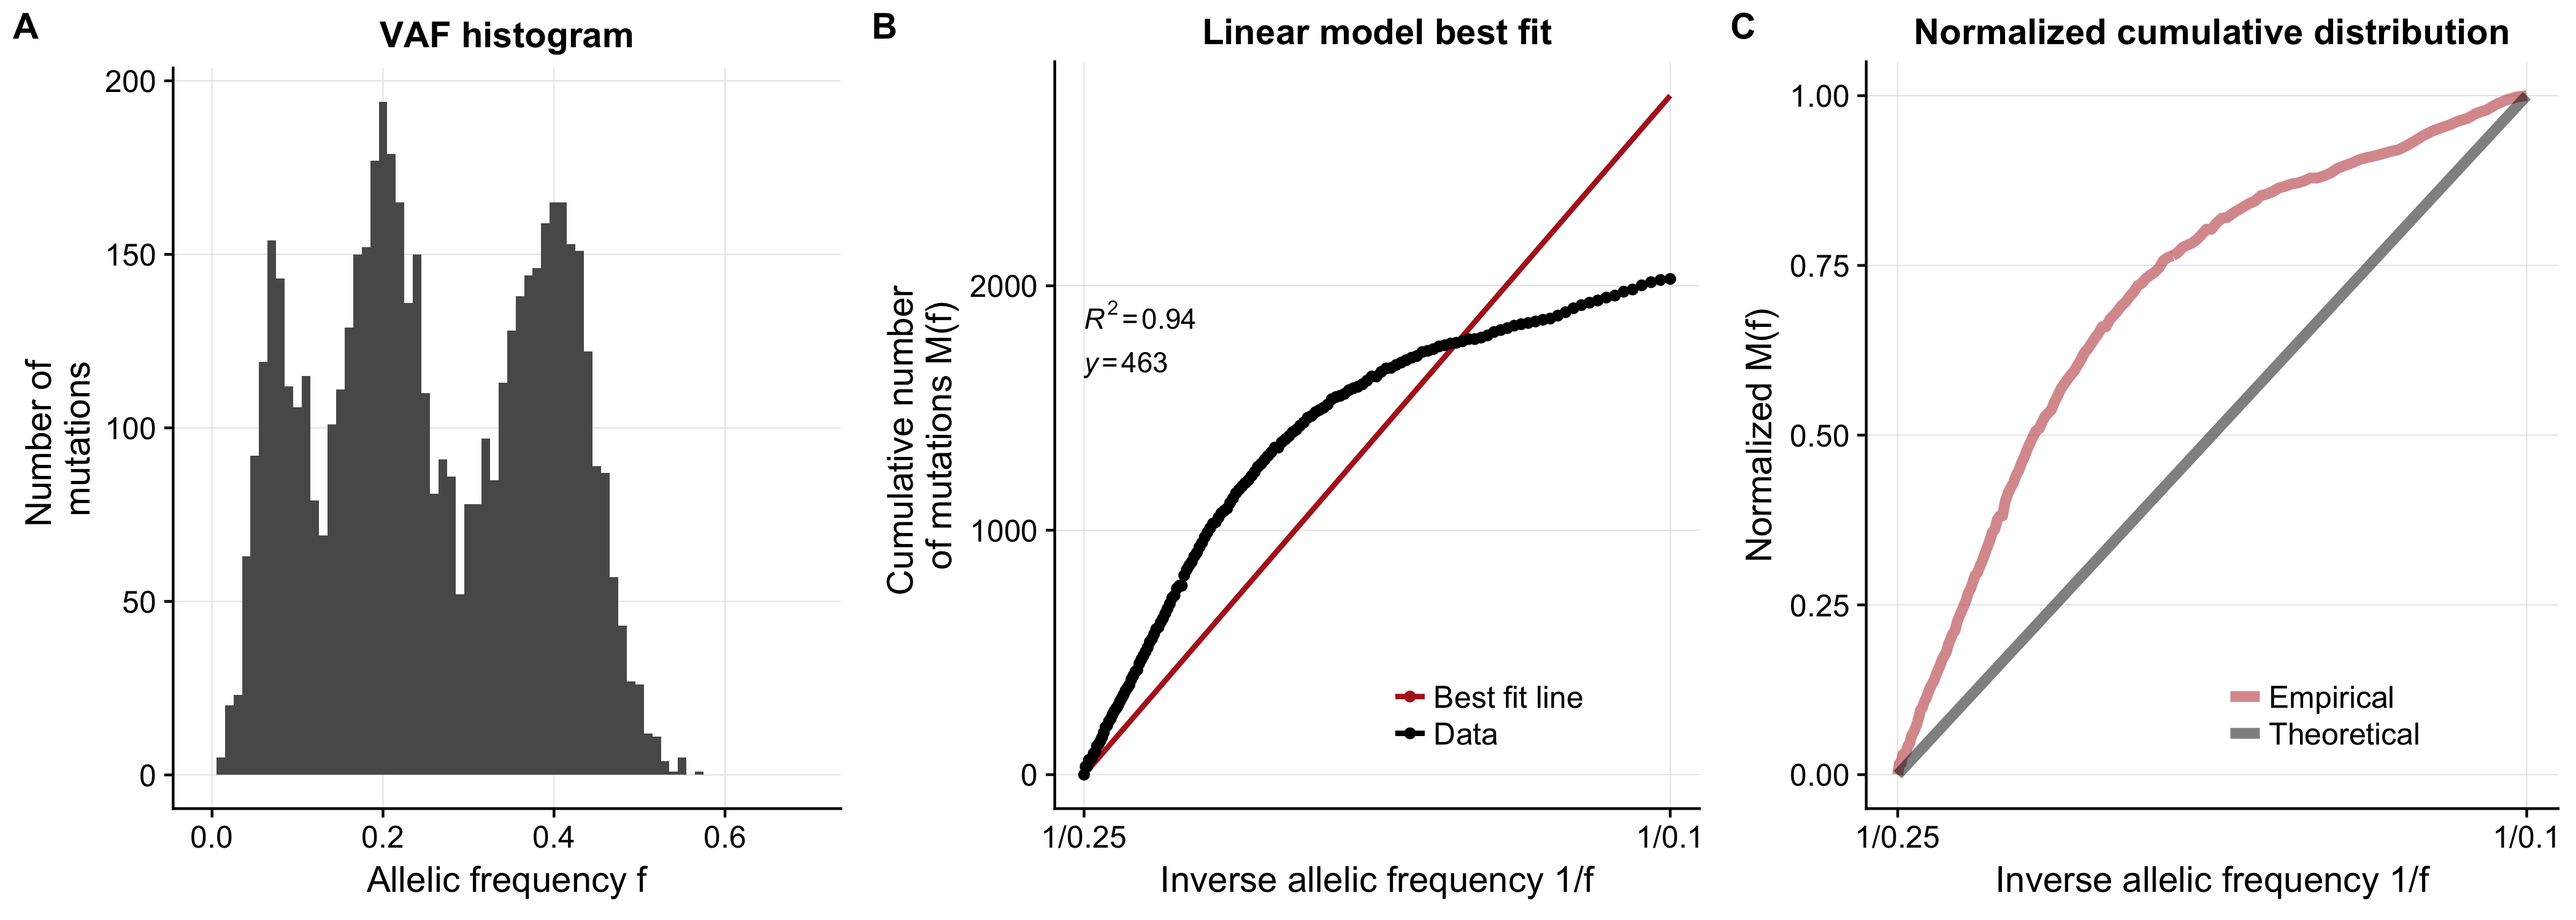 A
VAF histogram
Number of
mutations
200
150
100
50
0
0.0
0.2
0.4
0.6
Allelic frequency f
B
Linear model best fit
Cumulative number
of mutations M(f)
2000
1000
0
R² = 0.94
y = 463
Best fit line
Data
1/0.25
1/0.1
Inverse allelic frequency 1/f
C
Normalized cumulative distribution
Normalized M(f)
1.00
0.75
0.50
0.25
0.00
Empirical
Theoretical
1/0.25
1/0.1
Inverse allelic frequency 1/f